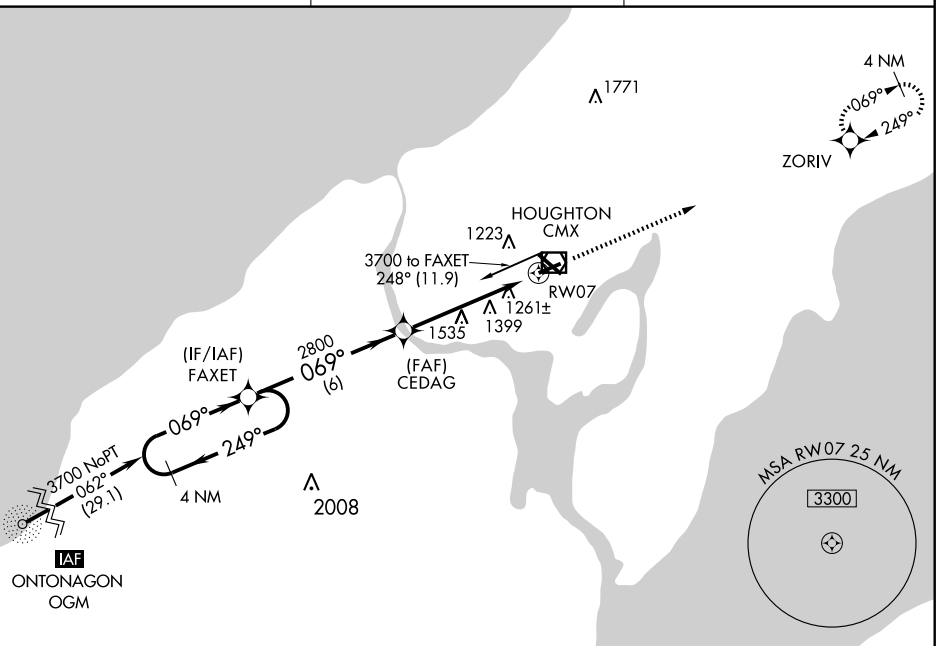 4 NM
1771
069°
249°
ZORIV
HOUGHTON
CMX
1223
3700 to FAXET
248° (11.9)
RW07
1261±
1399
1535
(IF/IAF)
FAXET
2800
069°
(6)
(FAF)
CEDAG
069°
249°
3700 NoPT
062°
(29.1)
4 NM
2008
MSA RW07 25 NM
3300
IAF
ONTONAGON
OGM